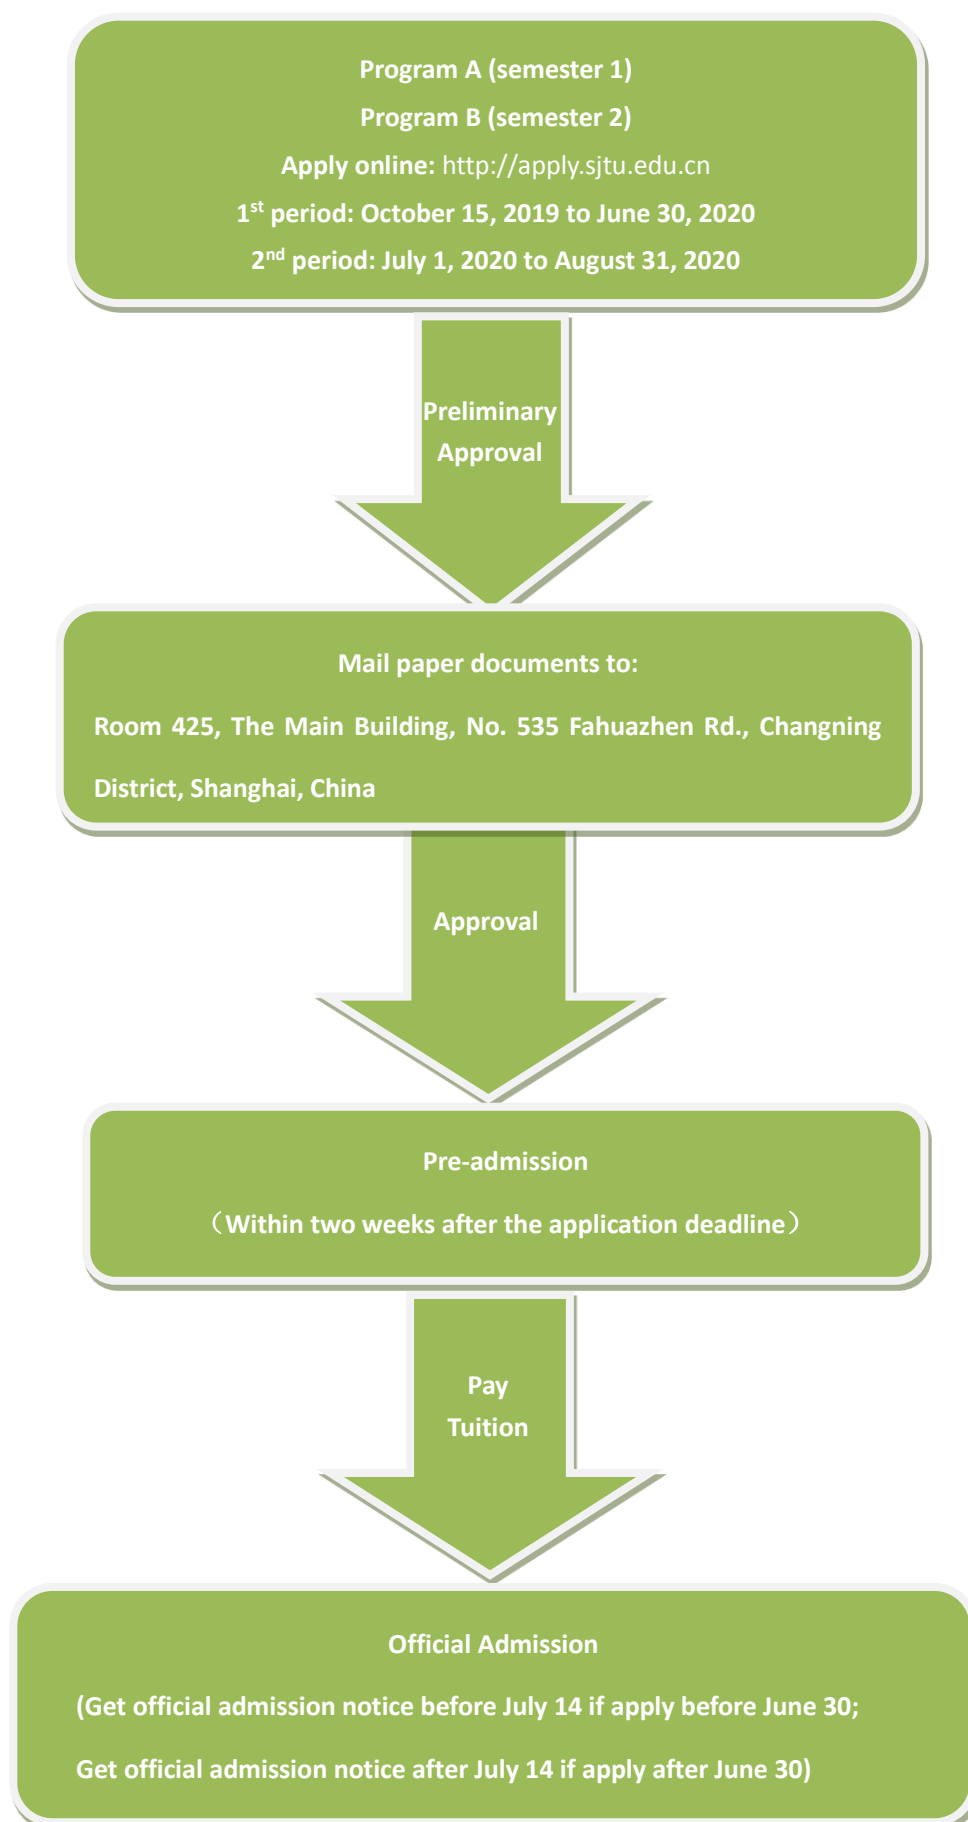 Program A (semester 1)
Program B (semester 2)
Apply online: http://apply.sjtu.edu.cn
1st period: October 15, 2019 to June 30, 2020
2nd period: July 1, 2020 to August 31, 2020
Preliminary
Approval
Mail paper documents to:
Room 425, The Main Building, No. 535 Fahuazhen Rd., Changning
District, Shanghai, China
Approval
Pre-admission
（Within two weeks after the application deadline）
Pay
Tuition
Official Admission
(Get official admission notice before July 14 if apply before June 30;
Get official admission notice after July 14 if apply after June 30)